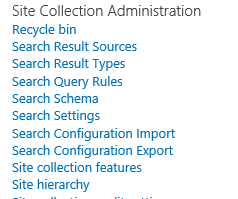 Site Collection Administration
Recycle bin
Search Result Sources
Search Result Types
Search Query Rules
Search Schema
Search Settings
Search Configuration Import
Search Configuration Export
Site collection features
Site hierarchy